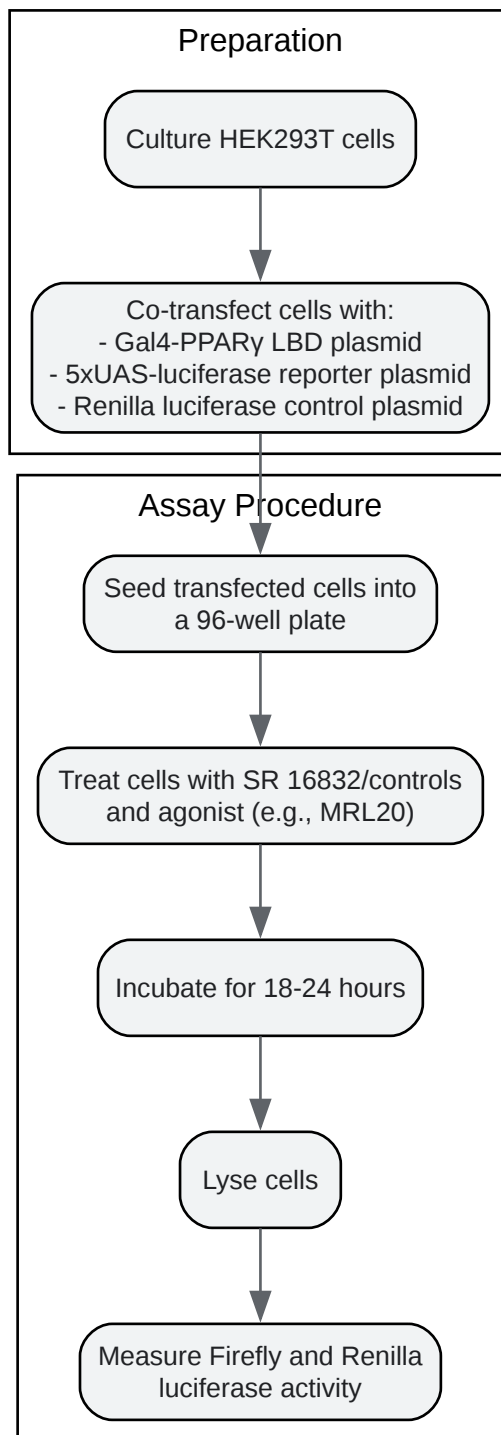 Preparation
Culture HEK293T cells
Co-transfect cells with:
- Gal4-PPARγ LBD plasmid
- 5xUAS-luciferase reporter plasmid
- Renilla luciferase control plasmid
Assay Procedure
Seed transfected cells into
a 96-well plate
Treat cells with SR 16832/controls
and agonist (e.g., MRL20)
Incubate for 18-24 hours
Lyse cells
Measure Firefly and Renilla
luciferase activity